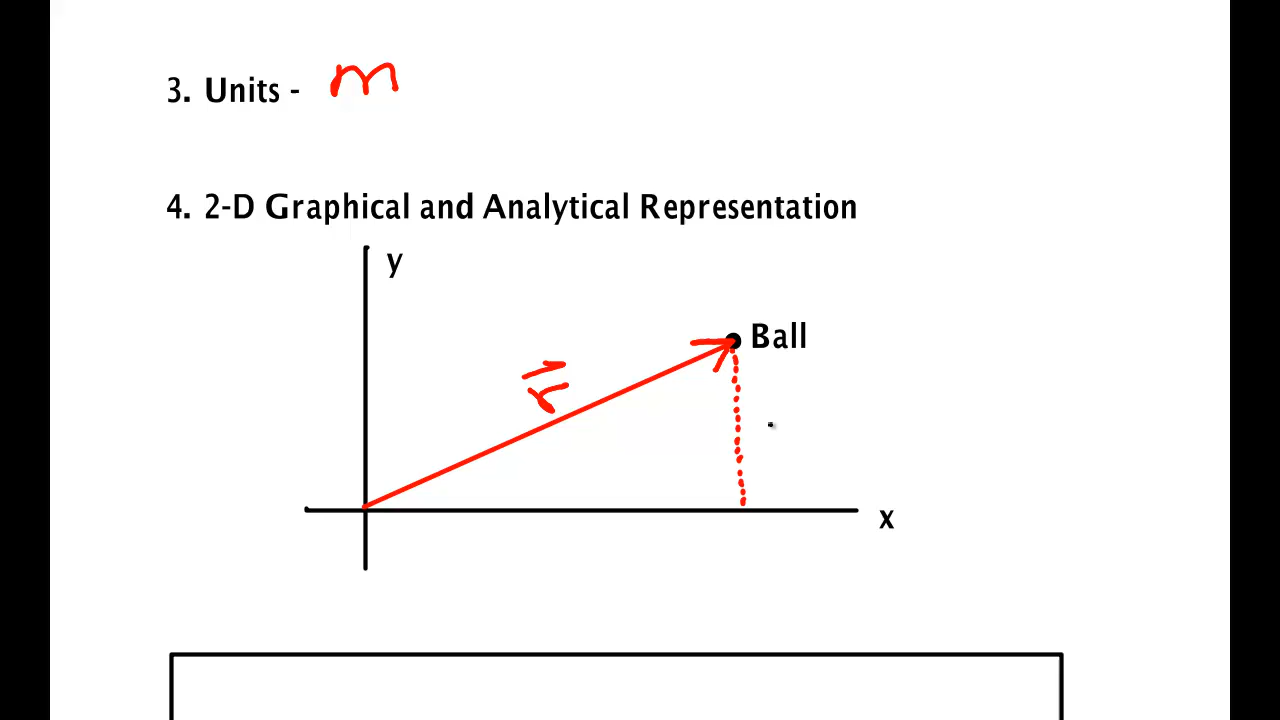 3. Units - m
4. 2-D Graphical and Analytical Representation
y
Ball
r⃗
x